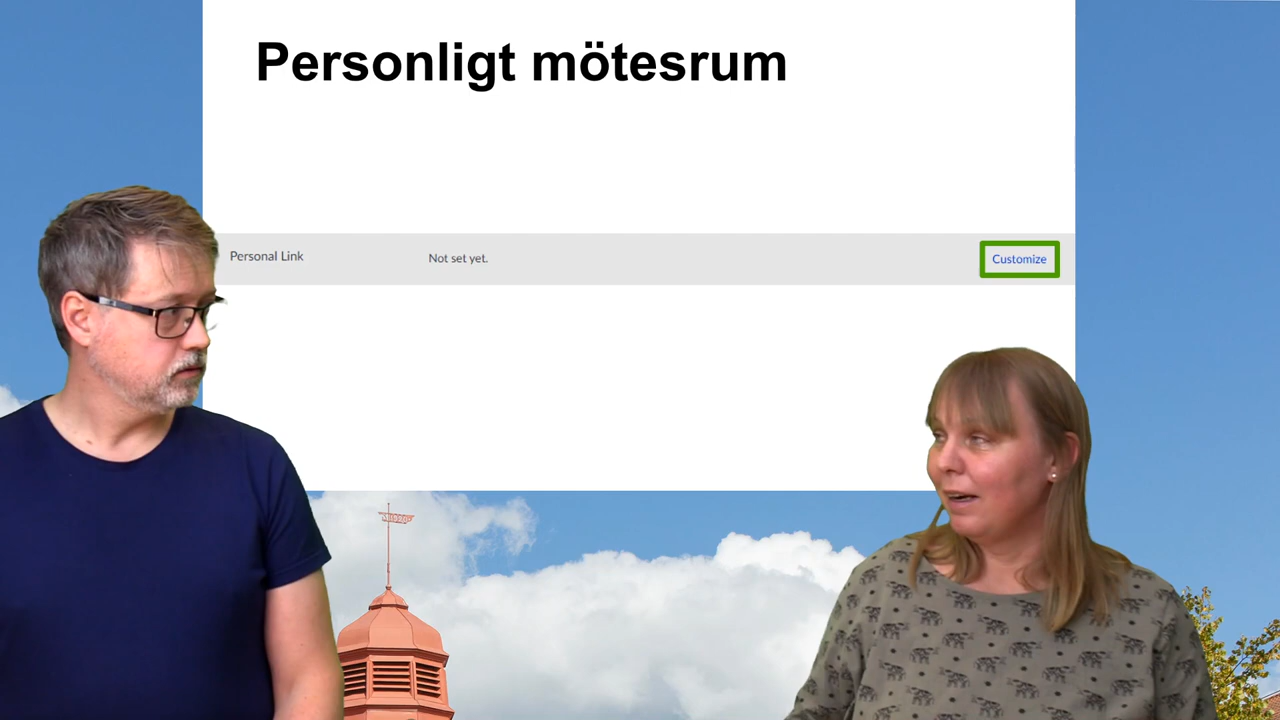 Personligt mötesrum
Personal Link
Not set yet.
Customize